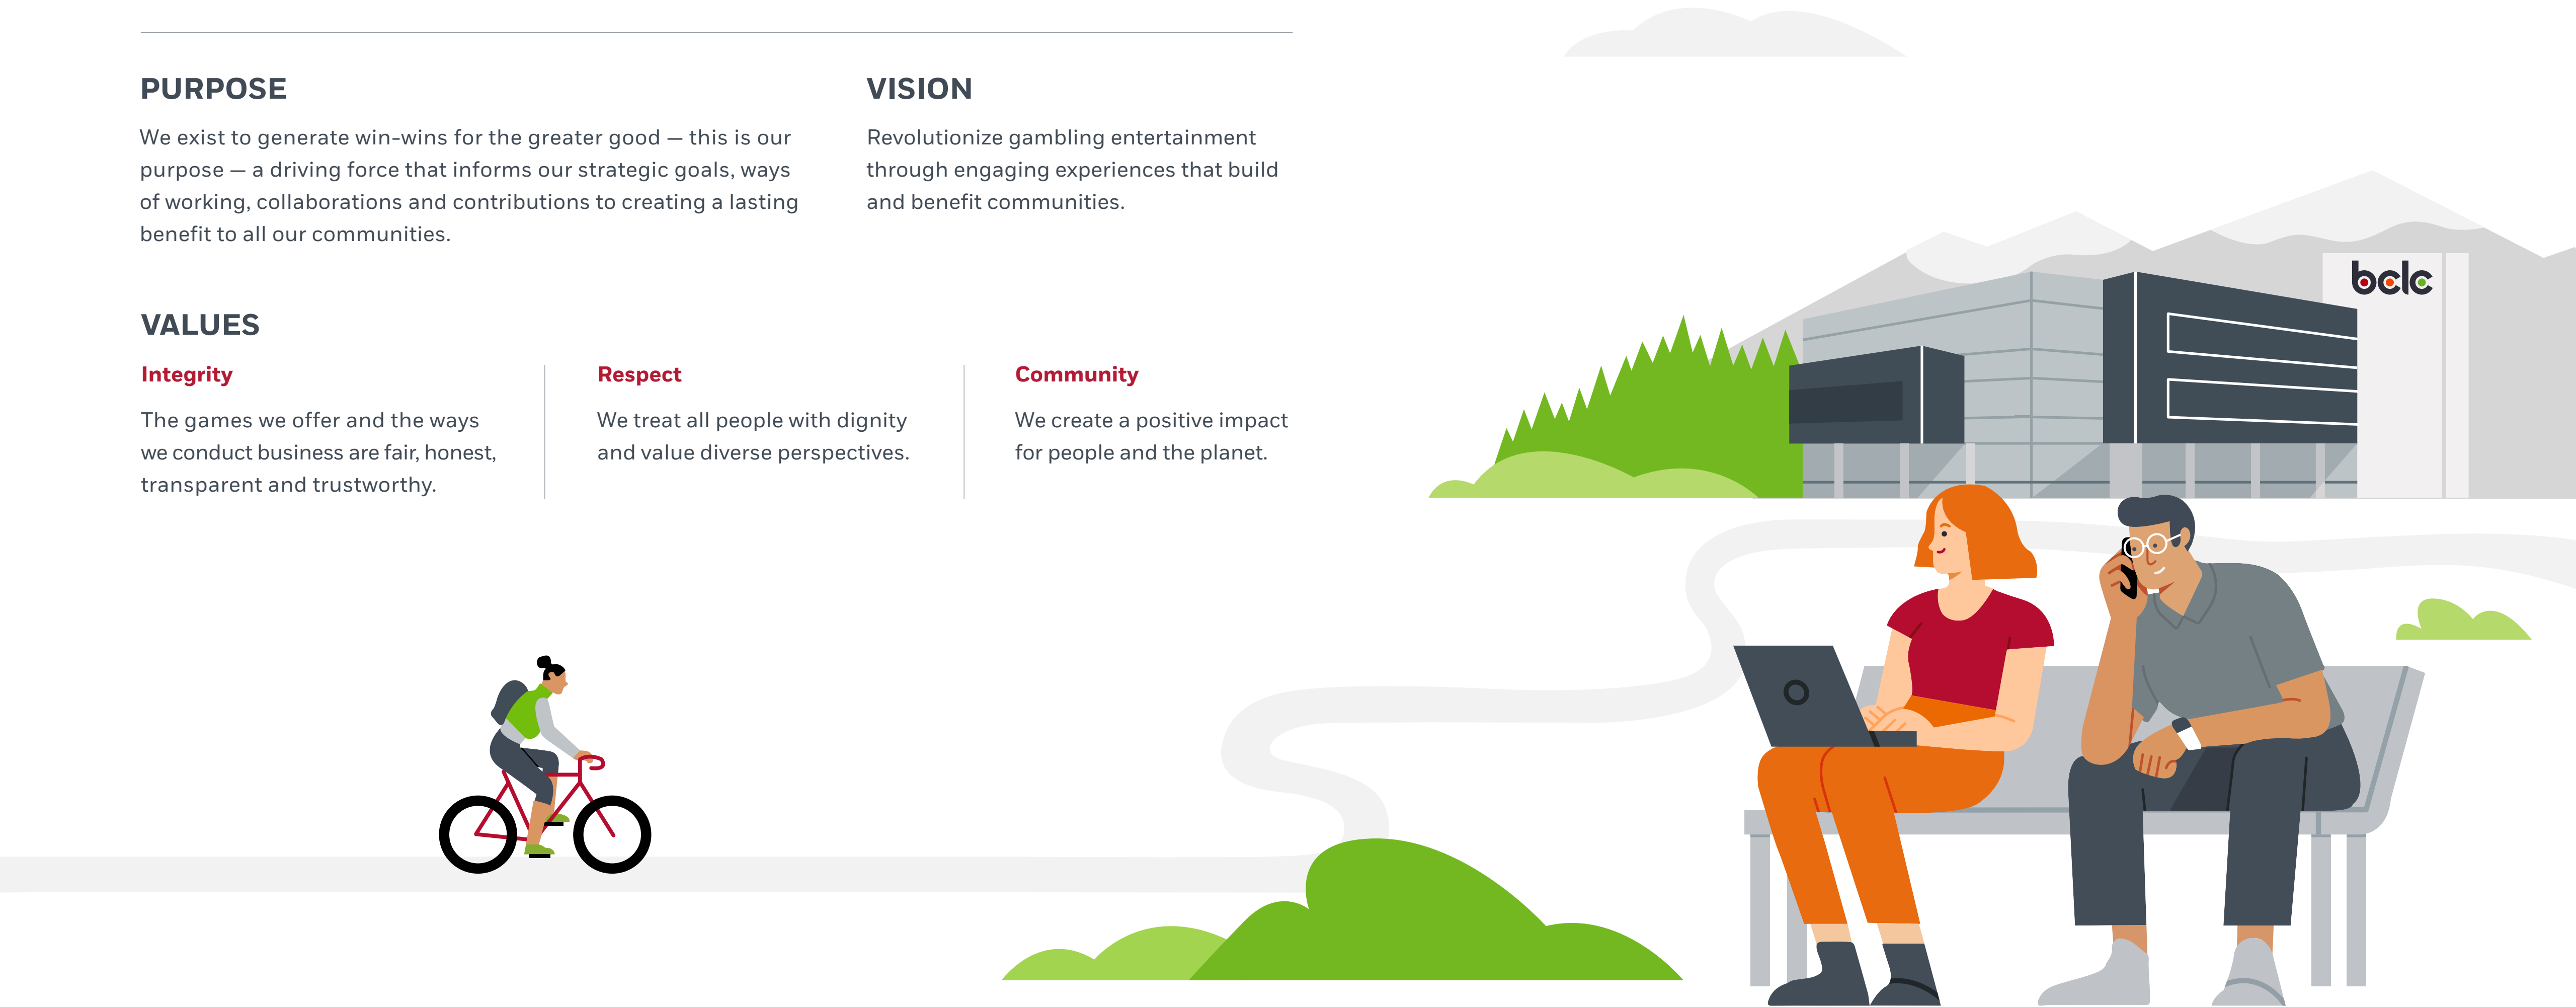 PURPOSE
We exist to generate win-wins for the greater good — this is our
purpose — a driving force that informs our strategic goals, ways
of working, collaborations and contributions to creating a lasting
benefit to all our communities.
VISION
Revolutionize gambling entertainment
through engaging experiences that build
and benefit communities.
VALUES
Integrity
The games we offer and the ways
we conduct business are fair, honest,
transparent and trustworthy.
Respect
We treat all people with dignity
and value diverse perspectives.
Community
We create a positive impact
for people and the planet.
bclc